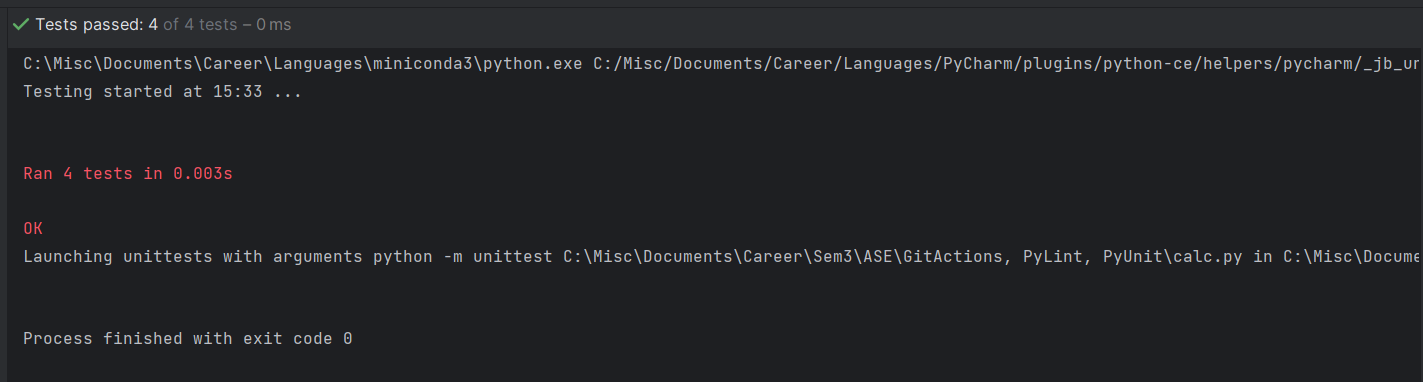 Tests passed: 4 of 4 tests – 0 ms
C:\Misc\Documents\Career\Languages\miniconda3\python.exe C:/Misc/Documents/Career/Languages/PyCharm/plugins/python-ce/helpers/pycharm/_jb_un
Testing started at 15:33 ...
Ran 4 tests in 0.003s
OK
Launching unittests with arguments python -m unittest C:\Misc\Documents\Career\Sem3\ASE\GitActions, PyLint, PyUnit\calc.py in C:\Misc\Docume
Process finished with exit code 0